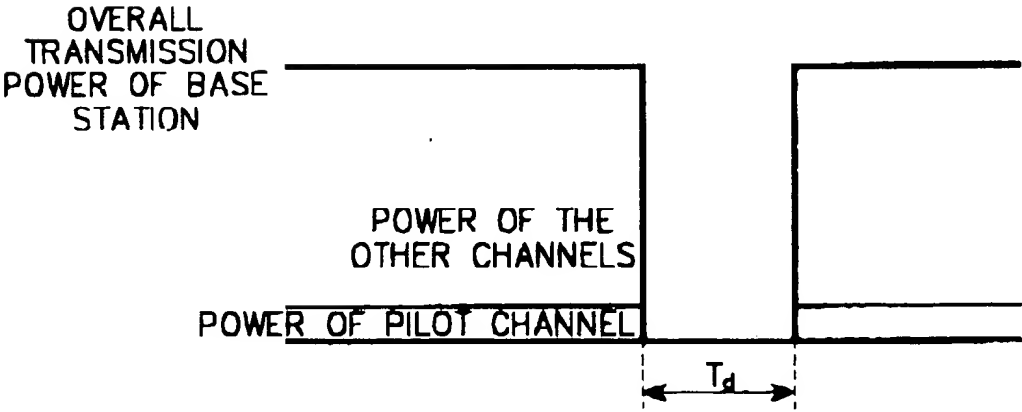 OVERALL
TRANSMISSION
POWER OF BASE
STATION
POWER OF THE
OTHER CHANNELS
POWER OF PILOT CHANNEL
Td